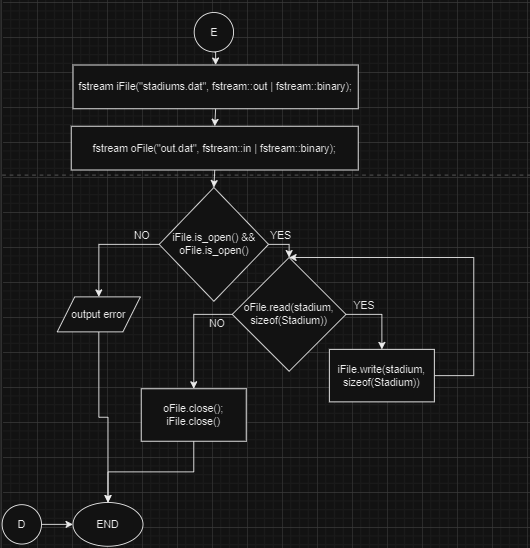 E
fstream iFile("stadiums.dat", fstream::out | fstream::binary);
fstream oFile("out.dat", fstream::in | fstream::binary);
NO
iFile.is_open() &&
oFile.is_open()
YES
output error
oFile.read(stadium,
sizeof(Stadium))
NO
YES
iFile.write(stadium,
sizeof(Stadium))
oFile.close();
iFile.close()
D
END